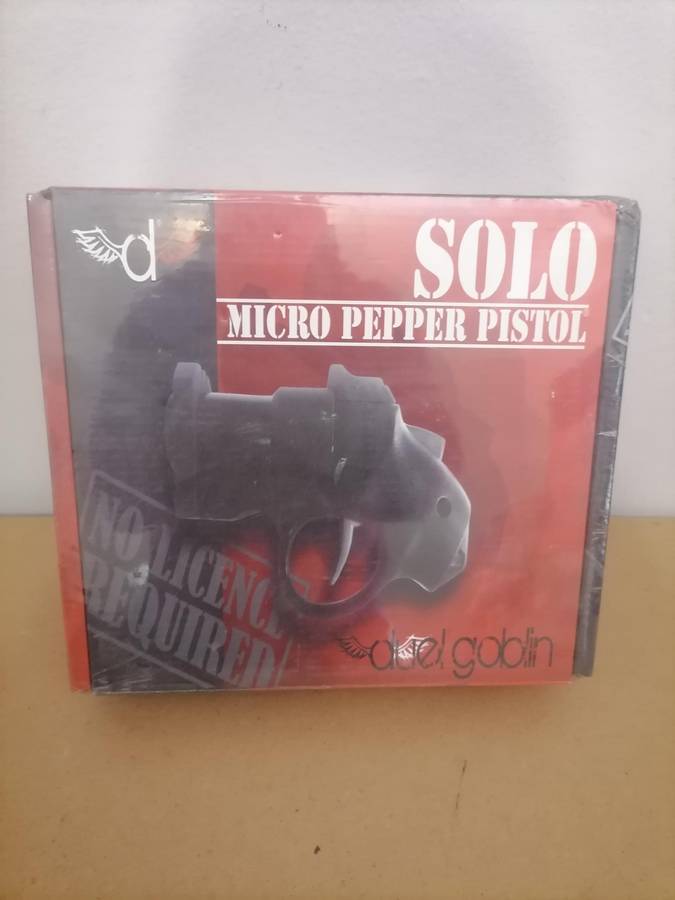 d
SOLO
MICRO PEPPER PISTOL
NO LICENCE
REQUIRED
duel goblin